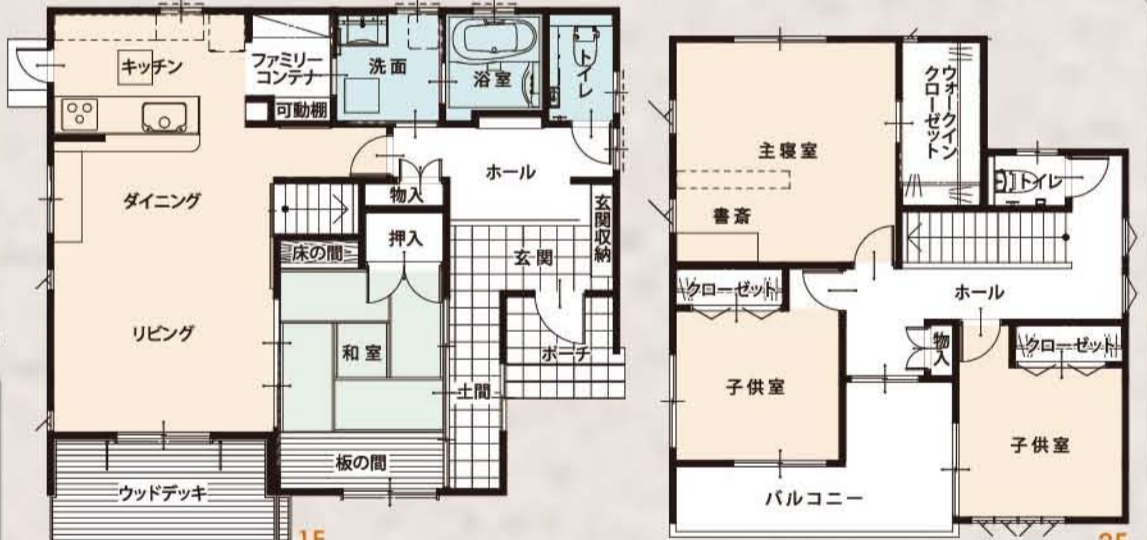 キッチン
ファミリー
コンテナ
可動棚
洗面
浴室
トイレ
ダイニング
物入
ホール
玄関収納
押入
床の間
玄関
リビング
和室
ポーチ
土間
板の間
ウッドデッキ
1F
主寝室
ウォークイン
クローゼット
トイレ
書斎
クローゼット
ホール
物入
クローゼット
子供室
子供室
バルコニー
2F